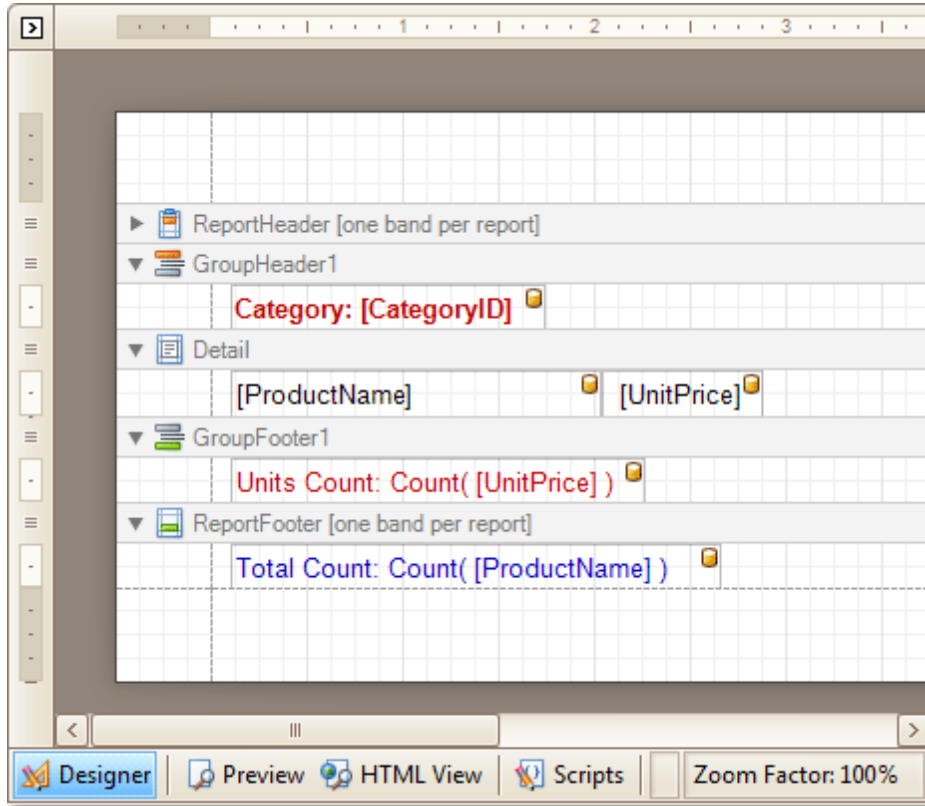 1 2 3
ReportHeader [one band per report]
GroupHeader1
Category: [CategoryID]
Detail
[ProductName] [UnitPrice]
GroupFooter1
Units Count: Count( [UnitPrice] )
ReportFooter [one band per report]
Total Count: Count( [ProductName] )
Designer Preview HTML View Scripts Zoom Factor: 100%